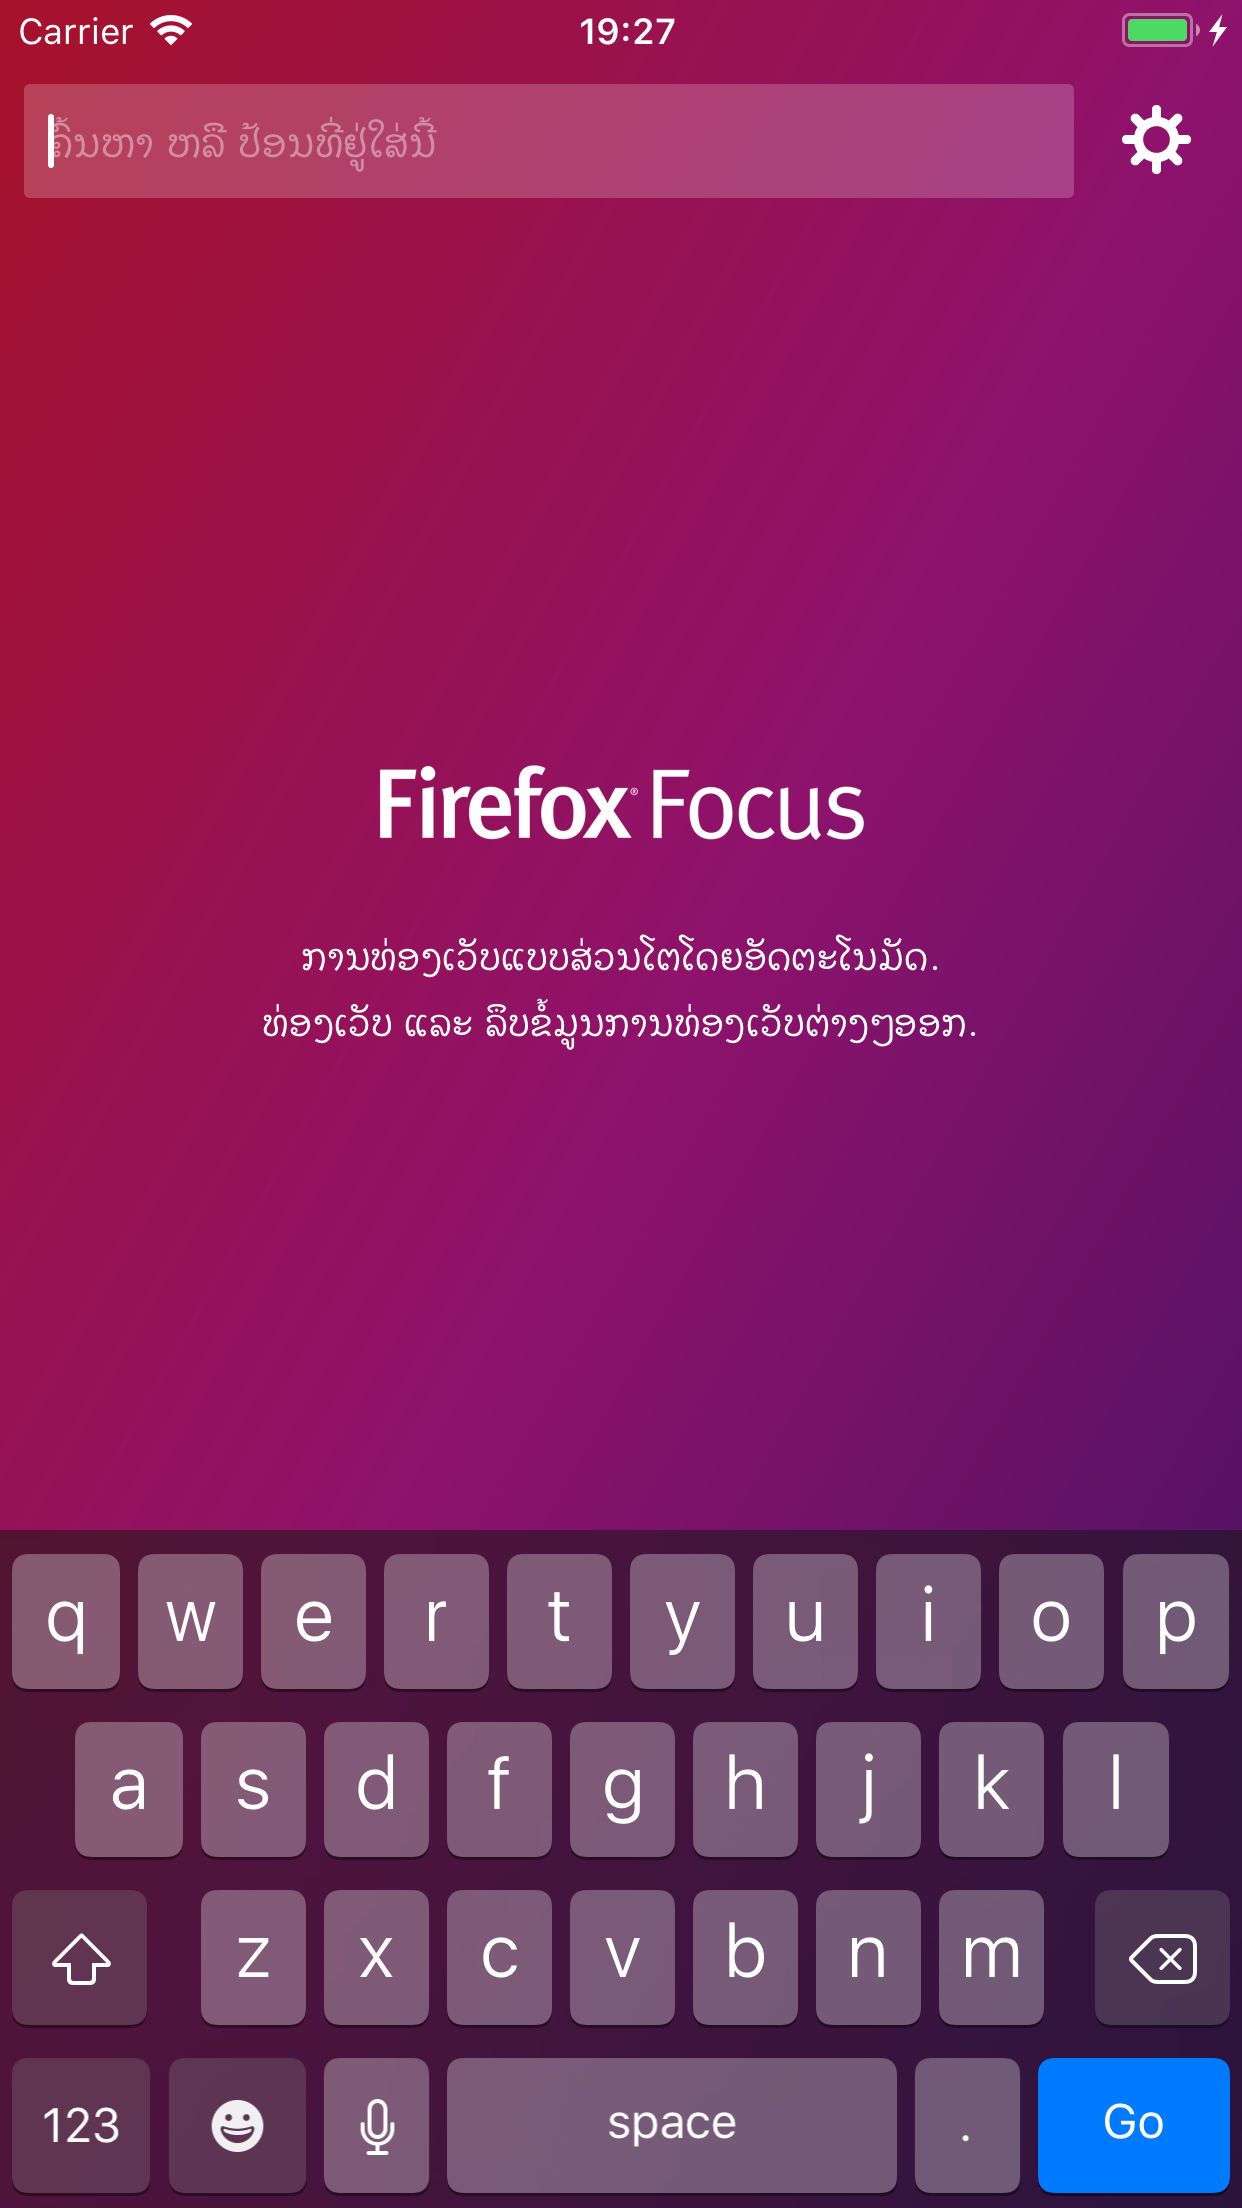 Carrier 19:27
ຄົ້ນຫາ ຫລື ປ້ອນທີ່ຢູ່ໃສ່ນີ້
Firefox® Focus
ການທ່ອງເວັບແບບສ່ວນໂຕໂດຍອັດຕະໂນມັດ.
ທ່ອງເວັບ ແລະ ລຶບຂໍ້ມູນການທ່ອງເວັບຕ່າງໆອອກ.
q w e r t y u i o p
a s d f g h j k l
z x c v b n m
123 space . Go